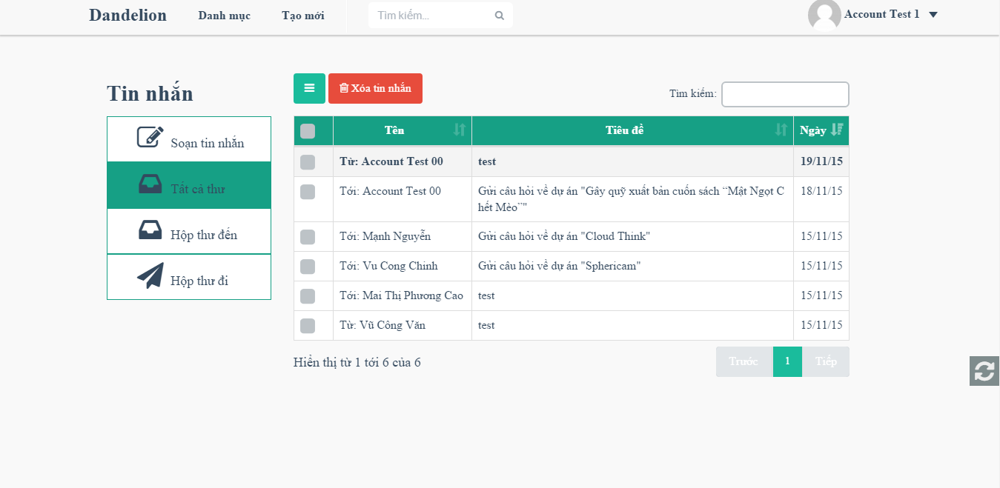 Dandelion Danh mục Tạo mới Tìm kiếm... Account Test 1
Tin nhắn
Soạn tin nhắn
Tất cả thư
Hộp thư đến
Hộp thư đi
Xóa tin nhắn
Tìm kiếm:
Tên Tiêu đề Ngày
Từ: Account Test 00 test 19/11/15
Tới: Account Test 00 Gửi câu hỏi về dự án "Gây quỹ xuất bản cuốn sách “Mật Ngọt C 18/11/15
hết Mèo”"
Tới: Mạnh Nguyễn Gửi câu hỏi về dự án "Cloud Think" 15/11/15
Tới: Vu Cong Chinh Gửi câu hỏi về dự án "Sphericam" 15/11/15
Tới: Mai Thị Phương Cao test 15/11/15
Từ: Vũ Công Văn test 15/11/15
Hiển thị từ 1 tới 6 của 6
Trước 1 Tiếp